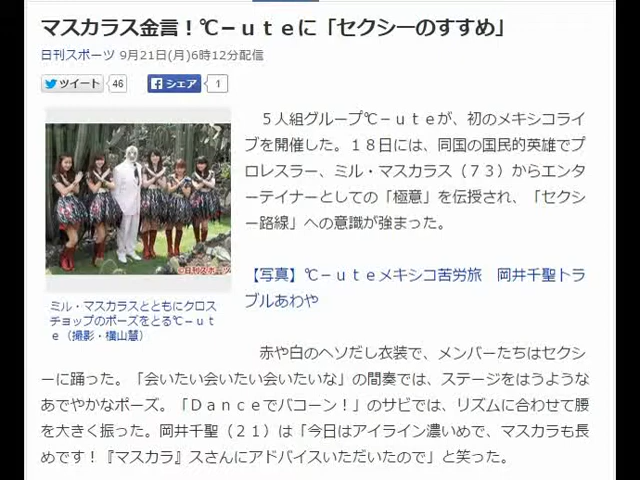 マスカラス金言！℃－ｕｔｅに「セクシーのすすめ」
日刊スポーツ 9月21日(月)6時12分配信
ツイート 46 シェア 1
５人組グループ℃－ｕｔｅが、初のメキシコライ
ブを開催した。１８日には、同国の国民的英雄でプ
ロレスラー、ミル・マスカラス（７３）からエンタ
ーテイナーとしての「極意」を伝授され、「セクシ
ー路線」への意識が強まった。
©日刊スポーツ
ミル・マスカラスとともにクロス
チョップのポーズをとる℃－ｕｔ
ｅ（撮影・横山慧）
【写真】℃－ｕｔｅメキシコ苦労旅　岡井千聖トラ
ブルあわや
赤や白のヘソだし衣装で、メンバーたちはセクシ
ーに踊った。「会いたい会いたい会いたいな」の間奏では、ステージをはうような
あでやかなポーズ。「Ｄａｎｃｅでバコーン！」のサビでは、リズムに合わせて腰
を大きく振った。岡井千聖（２１）は「今日はアイライン濃いめで、マスカラも長
めです！『マスカラ』スさんにアドバイスいただいたので」と笑った。